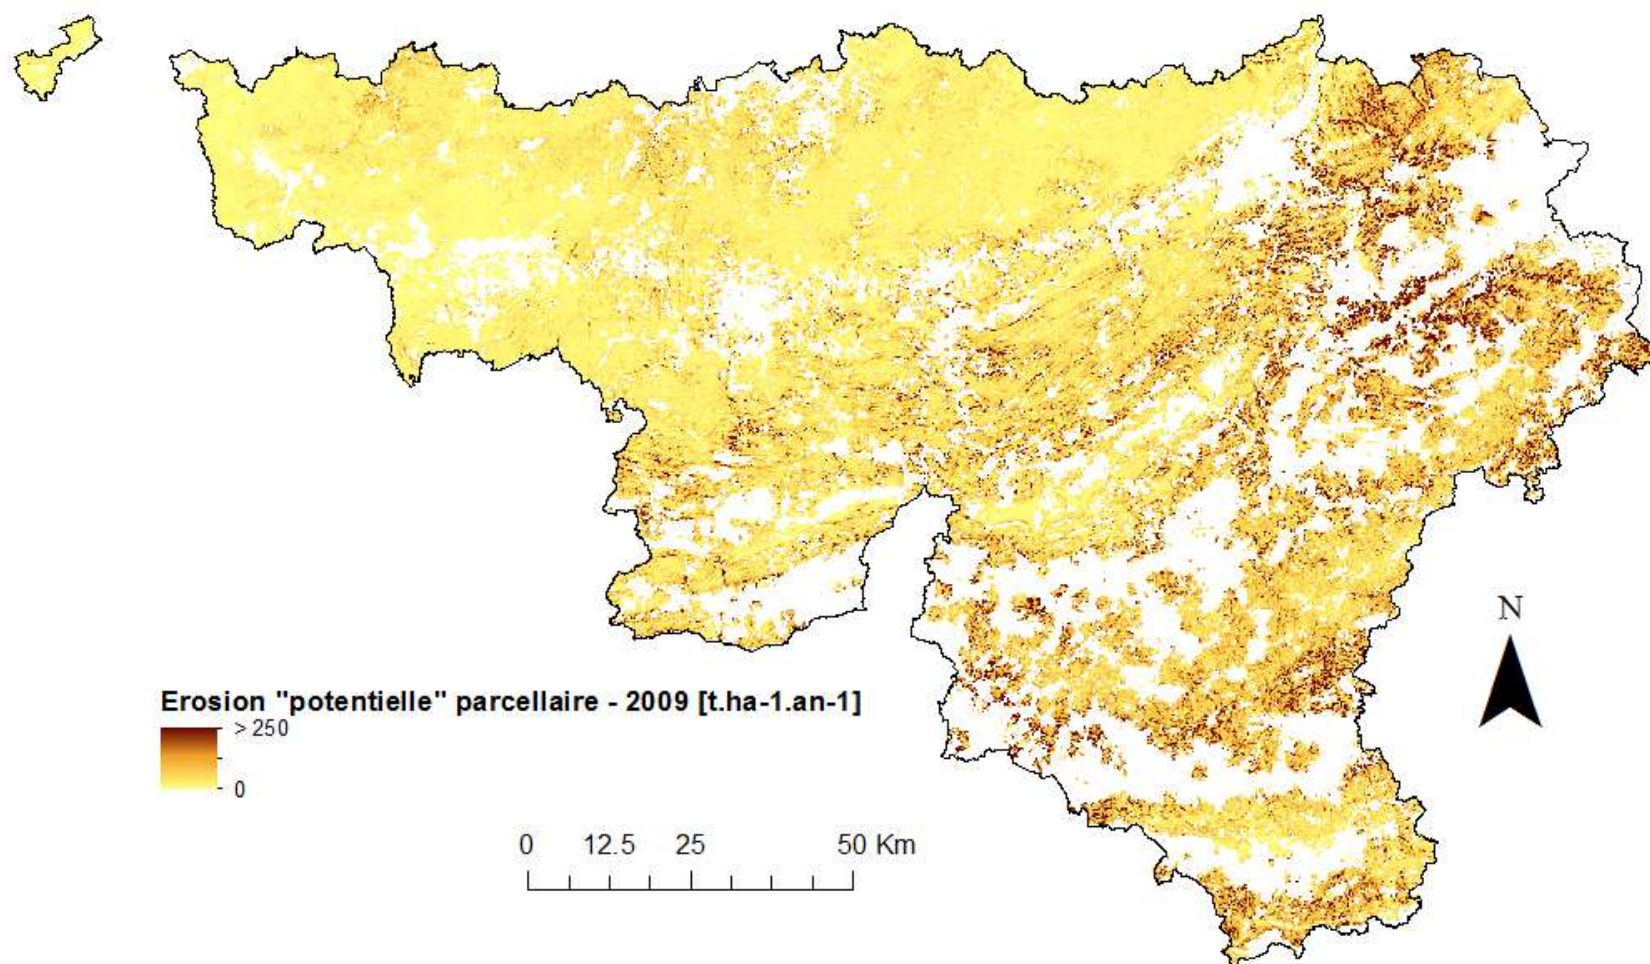 N
Erosion "potentielle" parcellaire - 2009 [t.ha-1.an-1]
> 250
0
0 12.5 25 50 Km